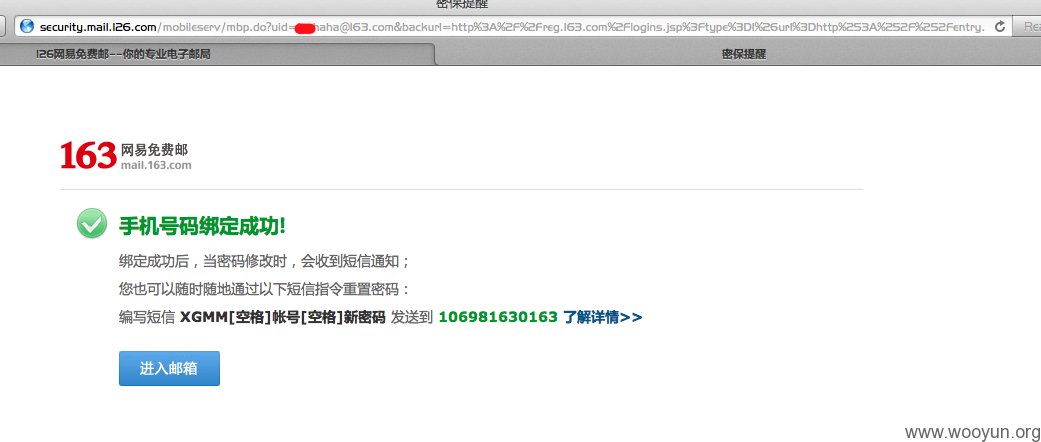 密保提醒
security.mail.126.com/mobileserv/mbp.do?uid= naha@163.com&backurl=http%3A%2F%2Freg.163.com%2Flogins.jsp%3Ftype%3D1%26url%3Dhttp%253A%252F%252Fentry.
126网易免费邮--你的专业电子邮局
密保提醒
163 网易免费邮
mail.163.com
手机号码绑定成功!
绑定成功后，当密码修改时，会收到短信通知；
您也可以随时随地通过以下短信指令重置密码：
编写短信 XGMM[空格]帐号[空格]新密码 发送到 106981630163 了解详情>>
进入邮箱
www.wooyun.org